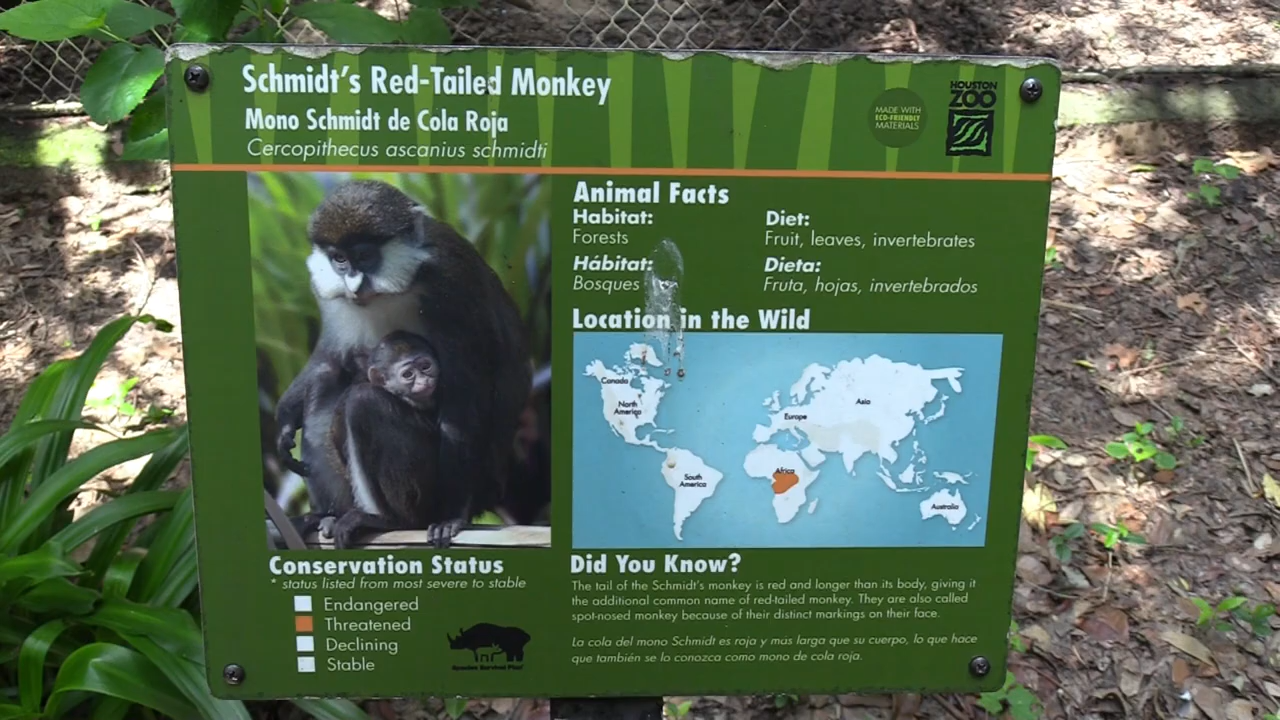 Schmidt's Red-Tailed Monkey
Mono Schmidt de Cola Roja
Cercopithecus ascanius schmidti
MADE WITH
ECO-FRIENDLY
MATERIALS
HOUSTON
ZOO
Animal Facts
Habitat:
Forests
Hábitat:
Bosques
Diet:
Fruit, leaves, invertebrates
Dieta:
Fruta, hojas, invertebrados
Location in the Wild
Canada
North
America
South
America
Europe
Asia
Africa
Australia
Conservation Status
* status listed from most severe to stable
Endangered
Threatened
Declining
Stable
Species Survival Plan
Did You Know?
The tail of the Schmidt's monkey is red and longer than its body, giving it
the additional common name of red-tailed monkey. They are also called
spot-nosed monkey because of their distinct markings on their face.
La cola del mono Schmidt es roja y más larga que su cuerpo, lo que hace
que también se lo conozca como mono de cola roja.